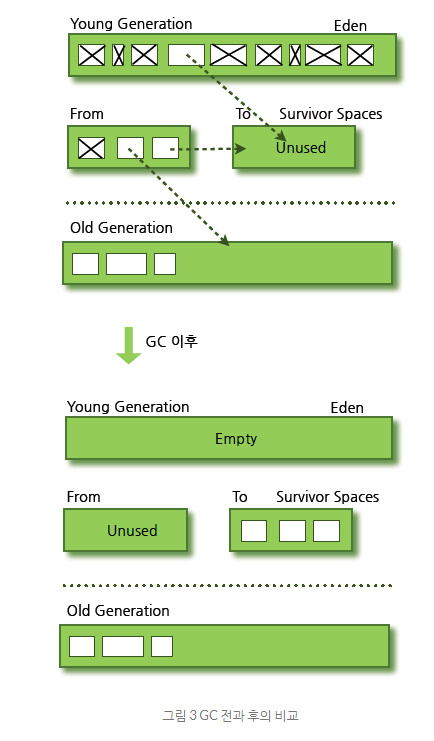 Young Generation Eden
From To Survivor Spaces
Unused
Old Generation
GC 이후
Young Generation Eden
Empty
From To Survivor Spaces
Unused
Old Generation
그림 3 GC 전과 후의 비교